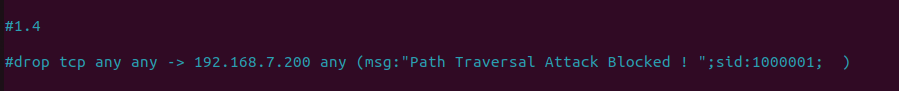 #1.4
#drop tcp any any -> 192.168.7.200 any (msg:"Path Traversal Attack Blocked ! ";sid:1000001;  )